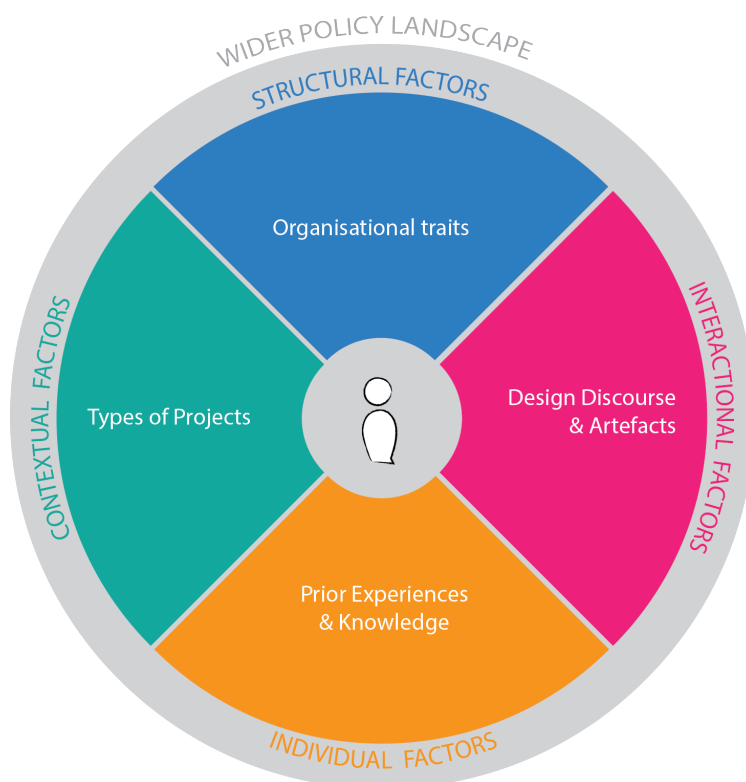 WIDER POLICY LANDSCAPE
STRUCTURAL FACTORS
Organisational traits
CONTEXTUAL FACTORS
Types of Projects
Design Discourse
& Artefacts
INTERACTIONAL FACTORS
Prior Experiences
& Knowledge
INDIVIDUAL FACTORS